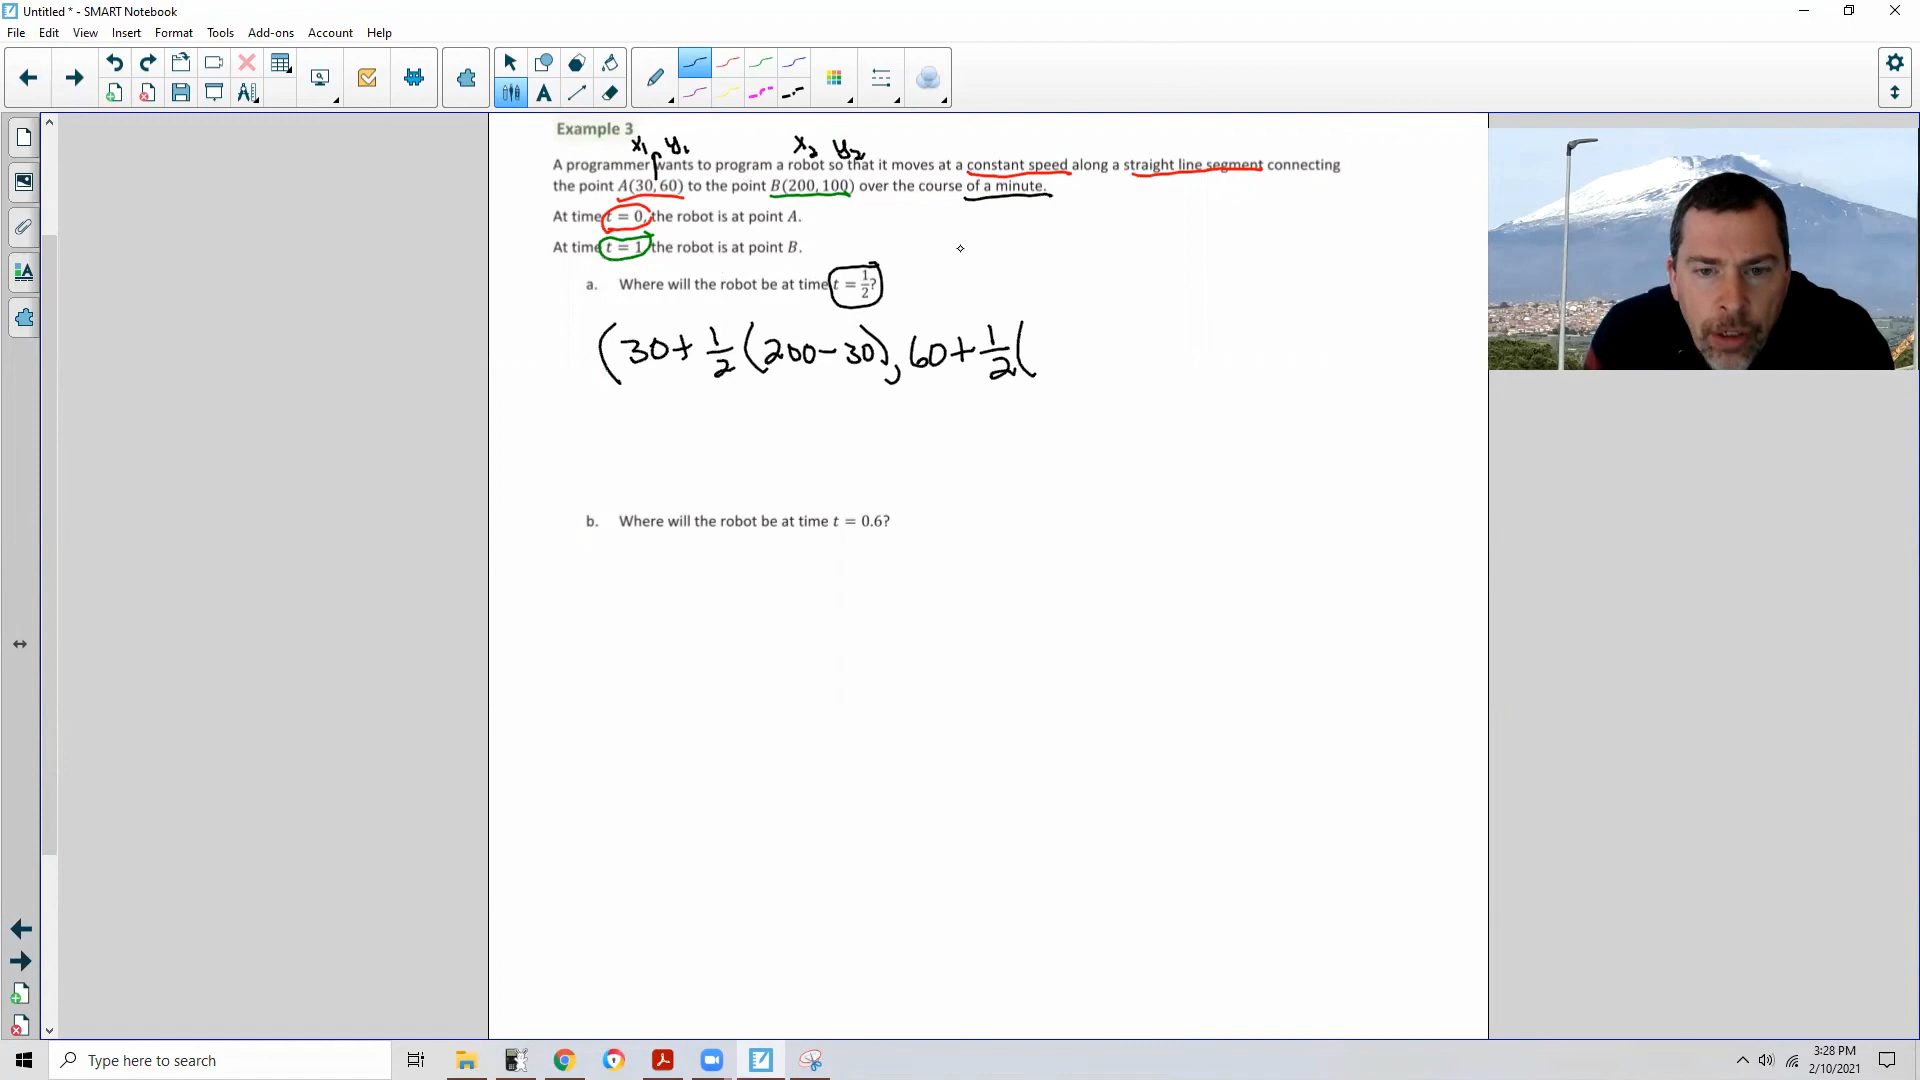 Untitled * - SMART Notebook
File Edit View Insert Format Tools Add-ons Account Help
Example 3
x₁ y₁ x₂ y₂
A programmer wants to program a robot so that it moves at a constant speed along a straight line segment connecting
the point A(30, 60) to the point B(200, 100) over the course of a minute.
At time t = 0, the robot is at point A.
At time t = 1, the robot is at point B.
a. Where will the robot be at time t = 1/2?
(30 + 1/2 (200 − 30), 60 + 1/2 (
b. Where will the robot be at time t = 0.6?
Type here to search
3:28 PM
2/10/2021